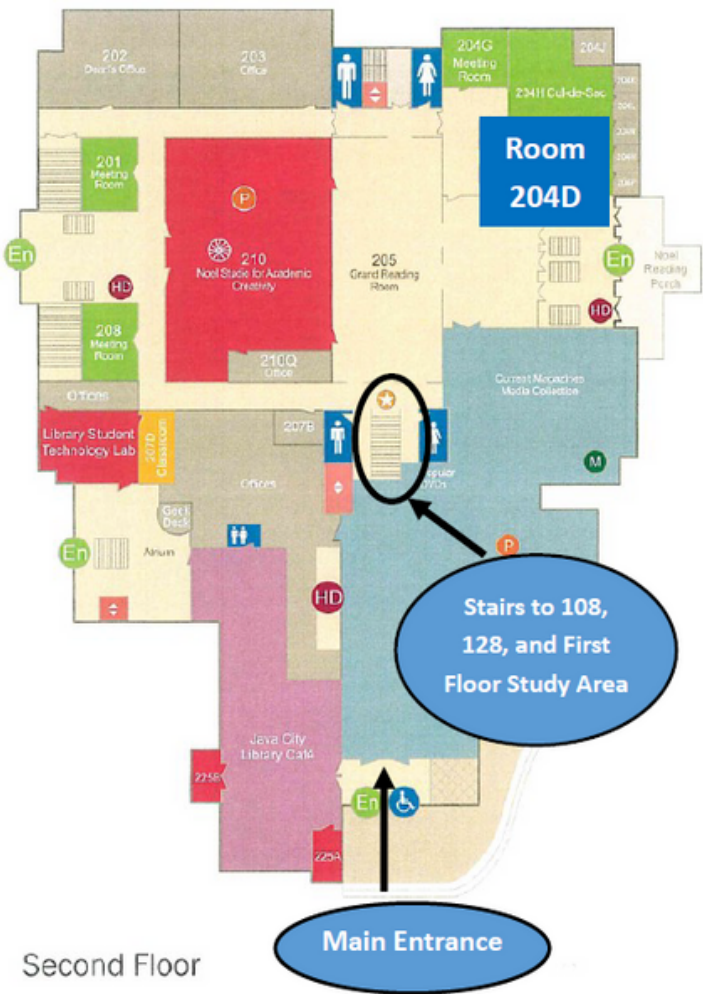 202
Dean's Office
203
Office
204G
Meeting
Room
204J
204H Cul-de-Sac
Room
204D
201
Meeting
Room
P
En
210
Noel Studio for Academic
Creativity
205
Grand Reading
Room
En
Noel
Reading
Porch
HD
HD
208
Meeting
Room
210Q
Office
Current Magazines
Media Collection
Offices
Library Student
Technology Lab
207D
Classroom
207B
Offices
Popular
DVDs
M
Geek
Desk
En
Atrium
P
HD
Stairs to 108,
128, and First
Floor Study Area
Java City
Library Café
225B
En
225A
Main Entrance
Second Floor